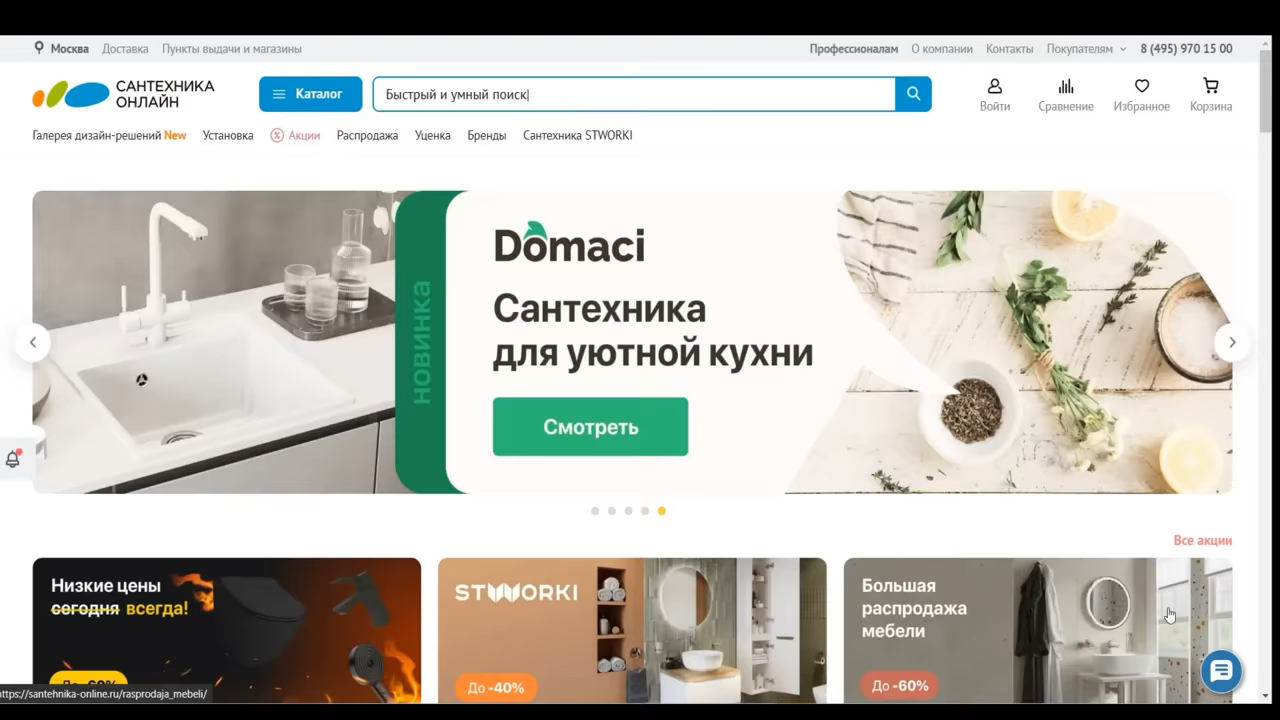 Москва Доставка Пункты выдачи и магазины Профессионалам О компании Контакты Покупателям 8 (495) 970 15 00
САНТЕХНИКА
ОНЛАЙН
Каталог
Быстрый и умный поиск
Войти Сравнение Избранное Корзина
Галерея дизайн-решений New Установка Акции Распродажа Уценка Бренды Сантехника STWORKI
новинка
Domaci
Сантехника
для уютной кухни
Смотреть
Все акции
Низкие цены
сегодня всегда!
До -60%
STWORKI
До -40%
Большая
распродажа
мебели
До -60%
https://santehnika-online.ru/rasprodaja_mebeli/